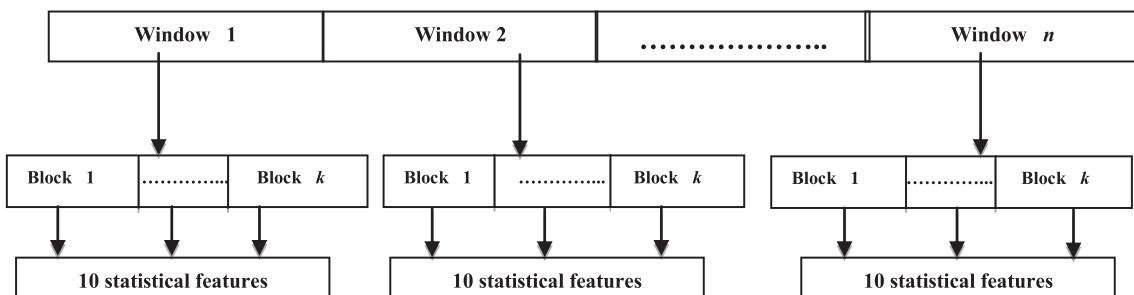 Window 1 Window 2 ………………….. Window n
Block 1 …………... Block k Block 1 …………... Block k Block 1 …………... Block k
10 statistical features 10 statistical features 10 statistical features